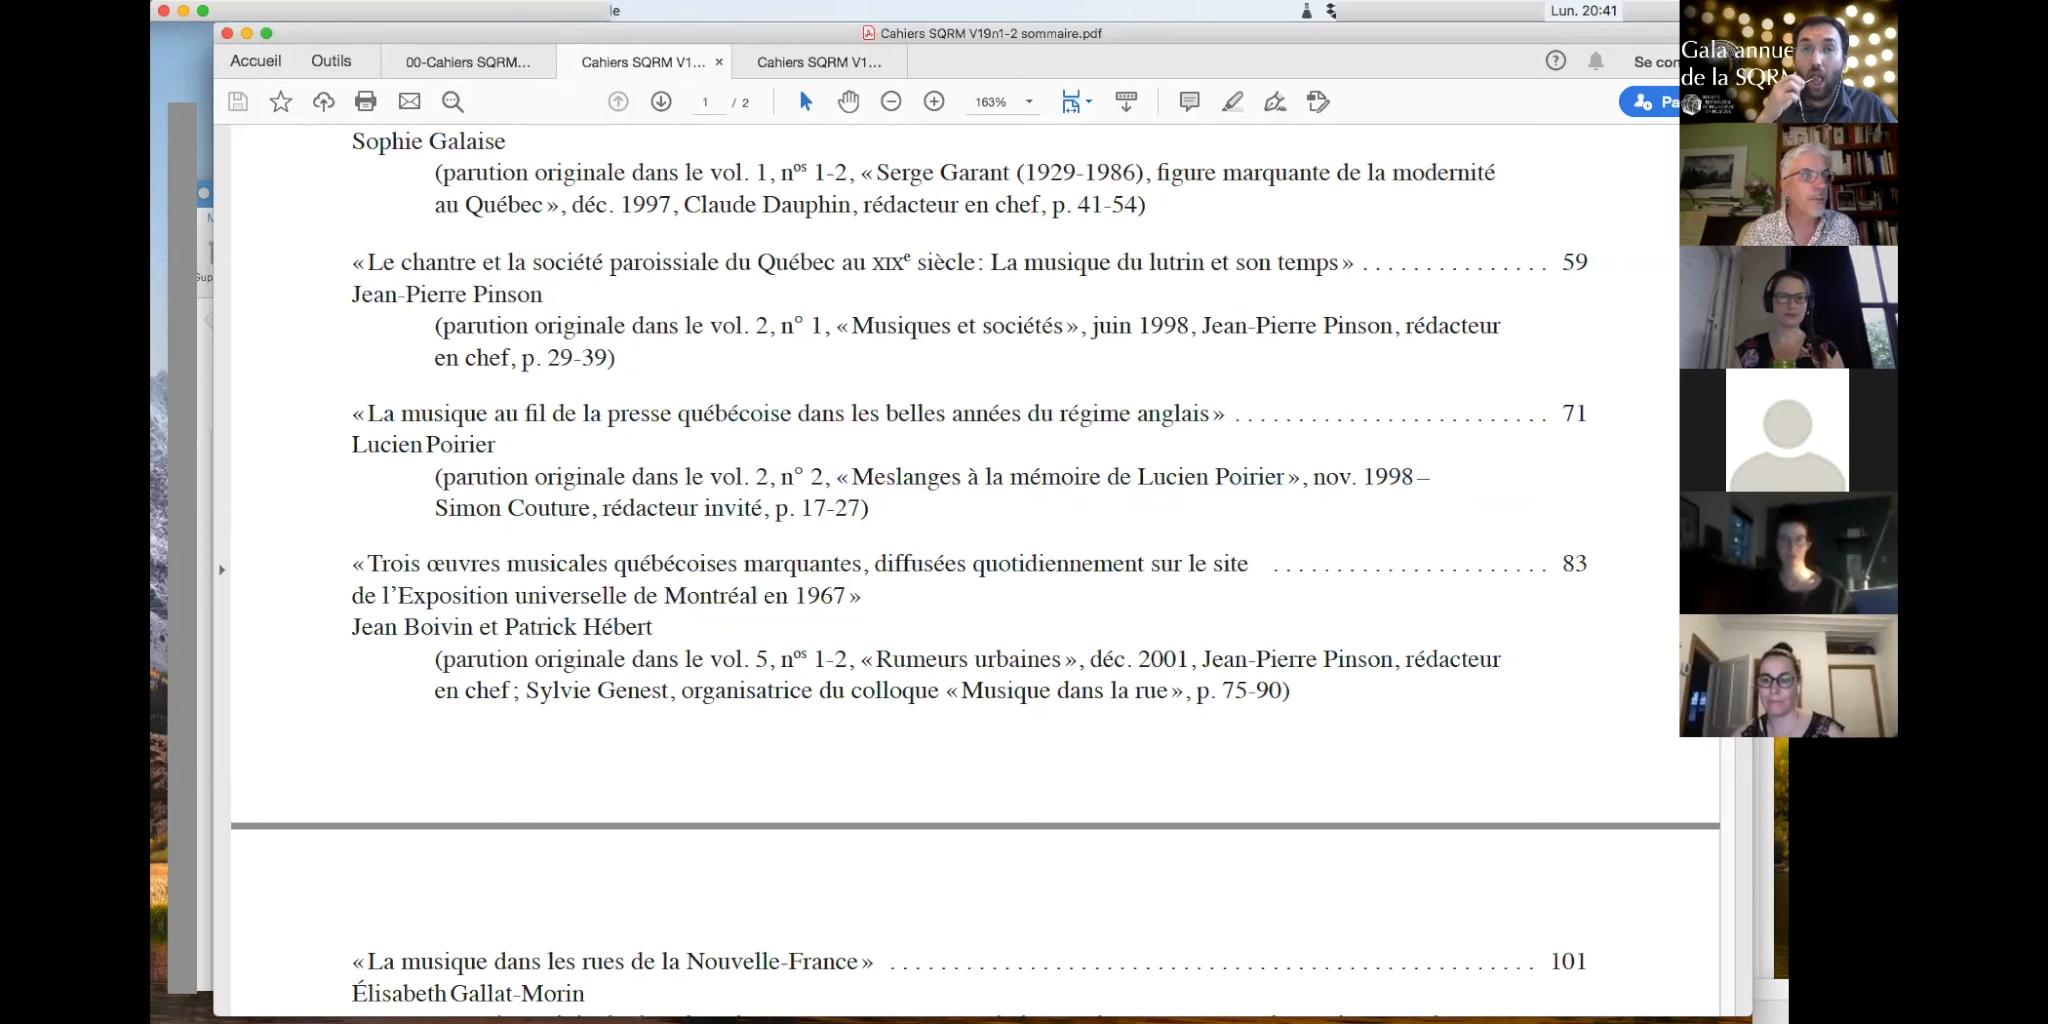 le
Lun. 20:41
Cahiers SQRM V19n1-2 sommaire.pdf
Accueil
Outils
00-Cahiers SQRM...
Cahiers SQRM V1... ×
Cahiers SQRM V1...
Se con
1 / 2
163%
Pa
Sophie Galaise
(parution originale dans le vol. 1, nos 1-2, « Serge Garant (1929-1986), figure marquante de la modernité
au Québec », déc. 1997, Claude Dauphin, rédacteur en chef, p. 41-54)
« Le chantre et la société paroissiale du Québec au XIXe siècle : La musique du lutrin et son temps » . . . . . . . . . . . . . . . 59
Jean-Pierre Pinson
(parution originale dans le vol. 2, n° 1, « Musiques et sociétés », juin 1998, Jean-Pierre Pinson, rédacteur
en chef, p. 29-39)
« La musique au fil de la presse québécoise dans les belles années du régime anglais » . . . . . . . . . . . . . . . . . . . . . . . . . 71
Lucien Poirier
(parution originale dans le vol. 2, n° 2, « Meslanges à la mémoire de Lucien Poirier », nov. 1998 –
Simon Couture, rédacteur invité, p. 17-27)
« Trois œuvres musicales québécoises marquantes, diffusées quotidiennement sur le site . . . . . . . . . . . . . . . . . . . . . . 83
de l’Exposition universelle de Montréal en 1967 »
Jean Boivin et Patrick Hébert
(parution originale dans le vol. 5, nos 1-2, « Rumeurs urbaines », déc. 2001, Jean-Pierre Pinson, rédacteur
en chef ; Sylvie Genest, organisatrice du colloque « Musique dans la rue », p. 75-90)
« La musique dans les rues de la Nouvelle-France » . . . . . . . . . . . . . . . . . . . . . . . . . . . . . . . . . . . . . . . . . . . . . . . . . . . 101
Élisabeth Gallat-Morin
Gala annue
de la SQRM